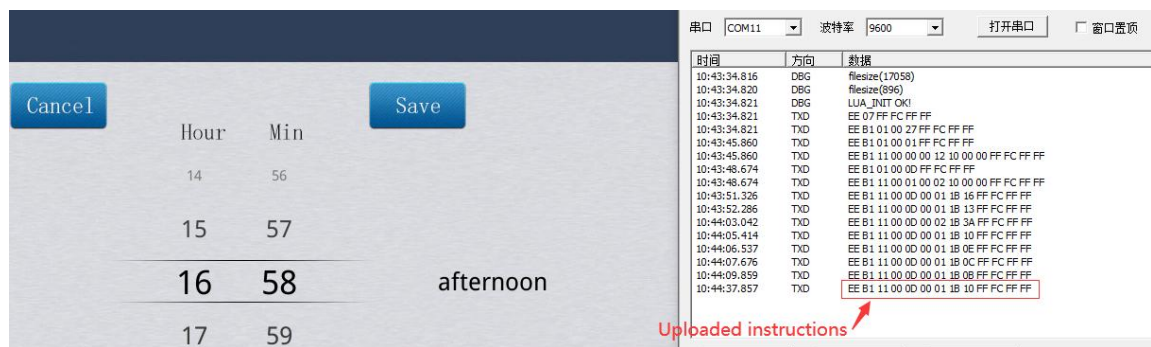 Cancel
Save
Hour Min
14 56
15 57
16 58
afternoon
17 59
串口 COM11 波特率 9600 打开串口 窗口置顶
时间 方向 数据
10:43:34.816 DBG filesize(17058)
10:43:34.820 DBG filesize(896)
10:43:34.821 DBG LUA_INIT OK!
10:43:34.821 TXD EE 07 FF FC FF FF
10:43:34.821 TXD EE B1 01 00 27 FF FC FF FF
10:43:45.860 TXD EE B1 01 00 01 FF FC FF FF
10:43:45.860 TXD EE B1 11 00 00 00 12 10 00 00 FF FC FF FF
10:43:48.674 TXD EE B1 01 00 0D FF FC FF FF
10:43:48.674 TXD EE B1 11 00 01 00 02 10 00 00 FF FC FF FF
10:43:51.326 TXD EE B1 11 00 0D 00 01 1B 16 FF FC FF FF
10:43:52.286 TXD EE B1 11 00 0D 00 01 1B 13 FF FC FF FF
10:44:03.042 TXD EE B1 11 00 0D 00 02 1B 3A FF FC FF FF
10:44:05.414 TXD EE B1 11 00 0D 00 01 1B 10 FF FC FF FF
10:44:06.537 TXD EE B1 11 00 0D 00 01 1B 0E FF FC FF FF
10:44:07.676 TXD EE B1 11 00 0D 00 01 1B 0C FF FC FF FF
10:44:09.859 TXD EE B1 11 00 0D 00 01 1B 0B FF FC FF FF
10:44:37.857 TXD EE B1 11 00 0D 00 01 1B 10 FF FC FF FF
Uploaded instructions